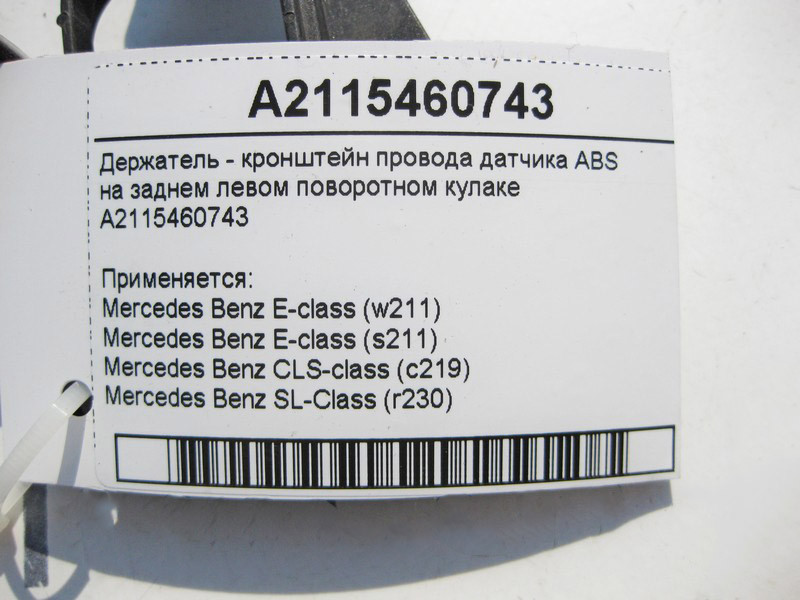 A2115460743
Держатель - кронштейн провода датчика ABS
на заднем левом поворотном кулаке
A2115460743
Применяется:
Mercedes Benz E-class (w211)
Mercedes Benz E-class (s211)
Mercedes Benz CLS-class (c219)
Mercedes Benz SL-Class (r230)